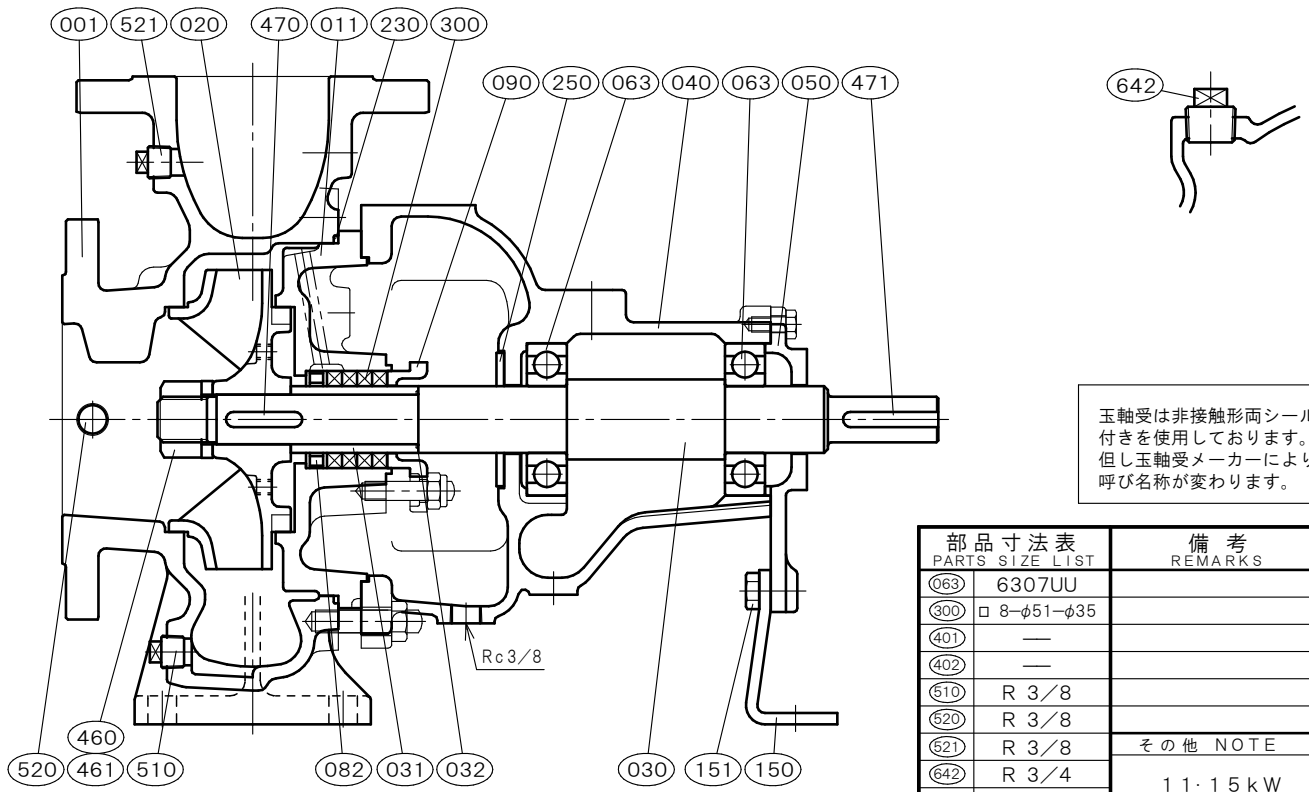 001 521 020 470 011 230 300
090 250 063 040 063 050 471
642
玉軸受は非接触形両シール
付きを使用しております。
但し玉軸受メーカーにより
呼び名称が変わります。
Rc3/8
460
520 461 510 082 031 032 030 151 150
部品寸法表 備考
PARTS SIZE LIST REMARKS
063 6307UU
300 □ 8-φ51-φ35
401 —
402 —
510 R 3/8
520 R 3/8
521 R 3/8
その他 NOTE
642 R 3/4
11·15kW